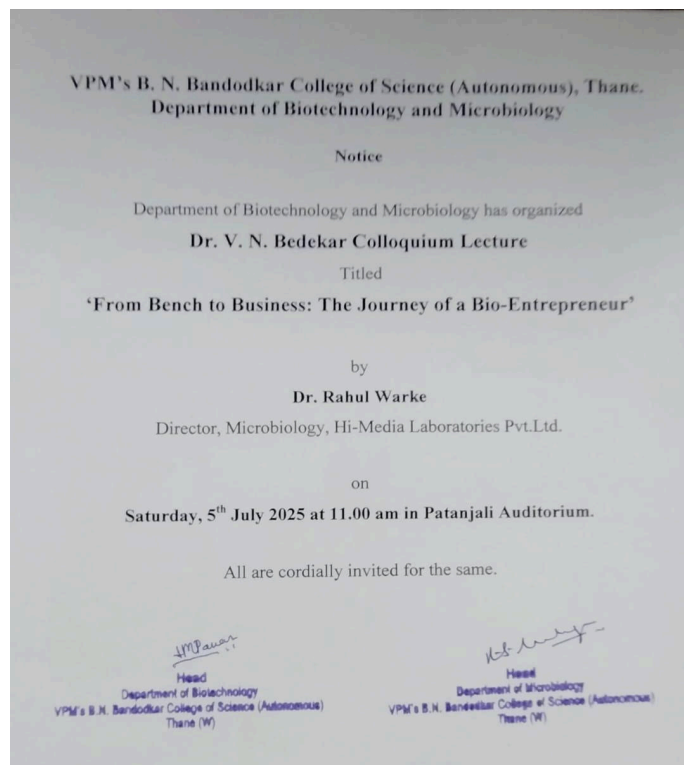 VPM's B. N. Bandodkar College of Science (Autonomous), Thane.
Department of Biotechnology and Microbiology
Notice
Department of Biotechnology and Microbiology has organized
Dr. V. N. Bedekar Colloquium Lecture
Titled
‘From Bench to Business: The Journey of a Bio-Entrepreneur’
by
Dr. Rahul Warke
Director, Microbiology, Hi-Media Laboratories Pvt.Ltd.
on
Saturday, 5th July 2025 at 11.00 am in Patanjali Auditorium.
All are cordially invited for the same.
Head
Department of Biotechnology
VPM's B.N. Bandodkar College of Science (Autonomous)
Thane (W)
Head
Department of Microbiology
VPM's B.N. Bandodkar College of Science (Autonomous)
Thane (W)